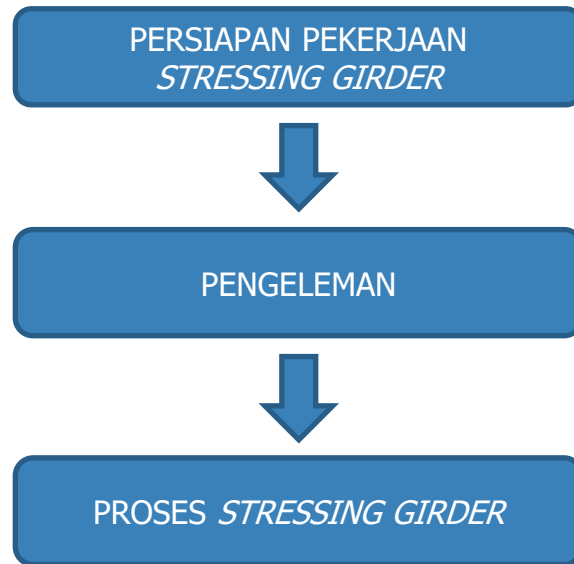 PERSIAPAN PEKERJAAN
STRESSING GIRDER
PENGELEMAN
PROSES STRESSING GIRDER